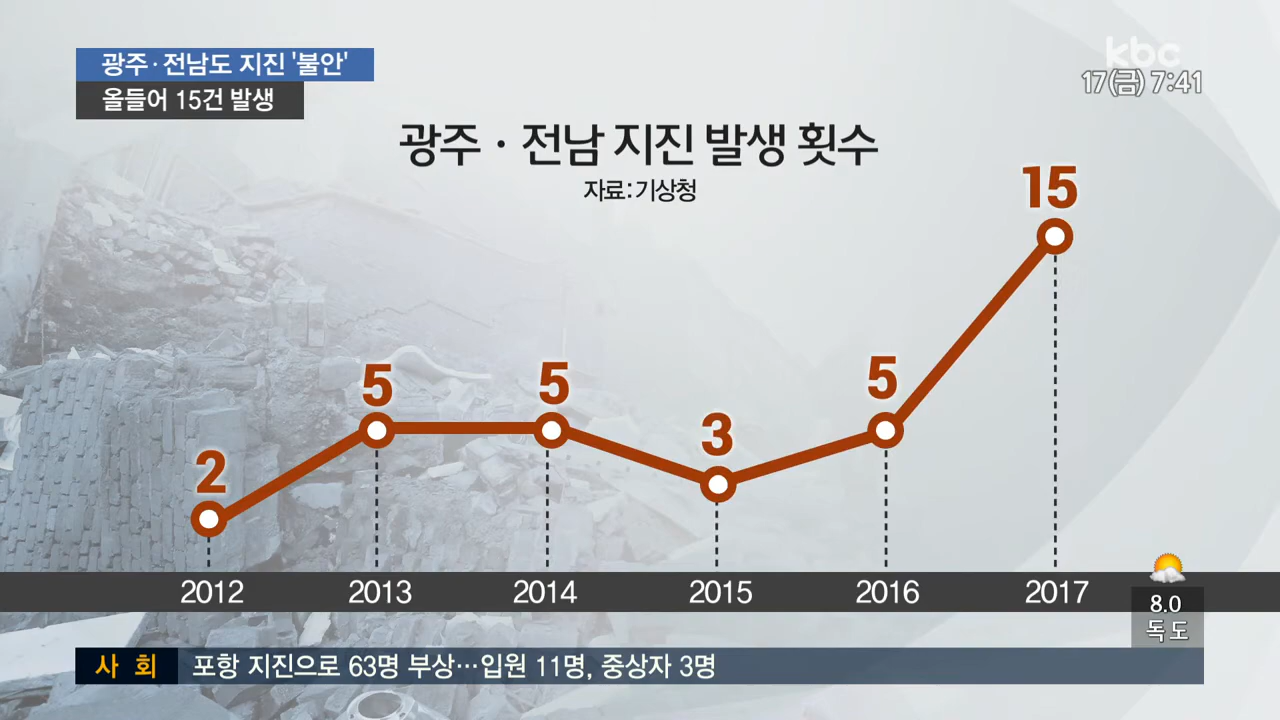 광주·전남도 지진 '불안'
올들어 15건 발생
kbc
17(금) 7:41
광주·전남 지진 발생 횟수
자료:기상청
15
5
5
5
3
2
2012 2013 2014 2015 2016 2017
8.0
독도
사 회 포항 지진으로 63명 부상…입원 11명, 중상자 3명